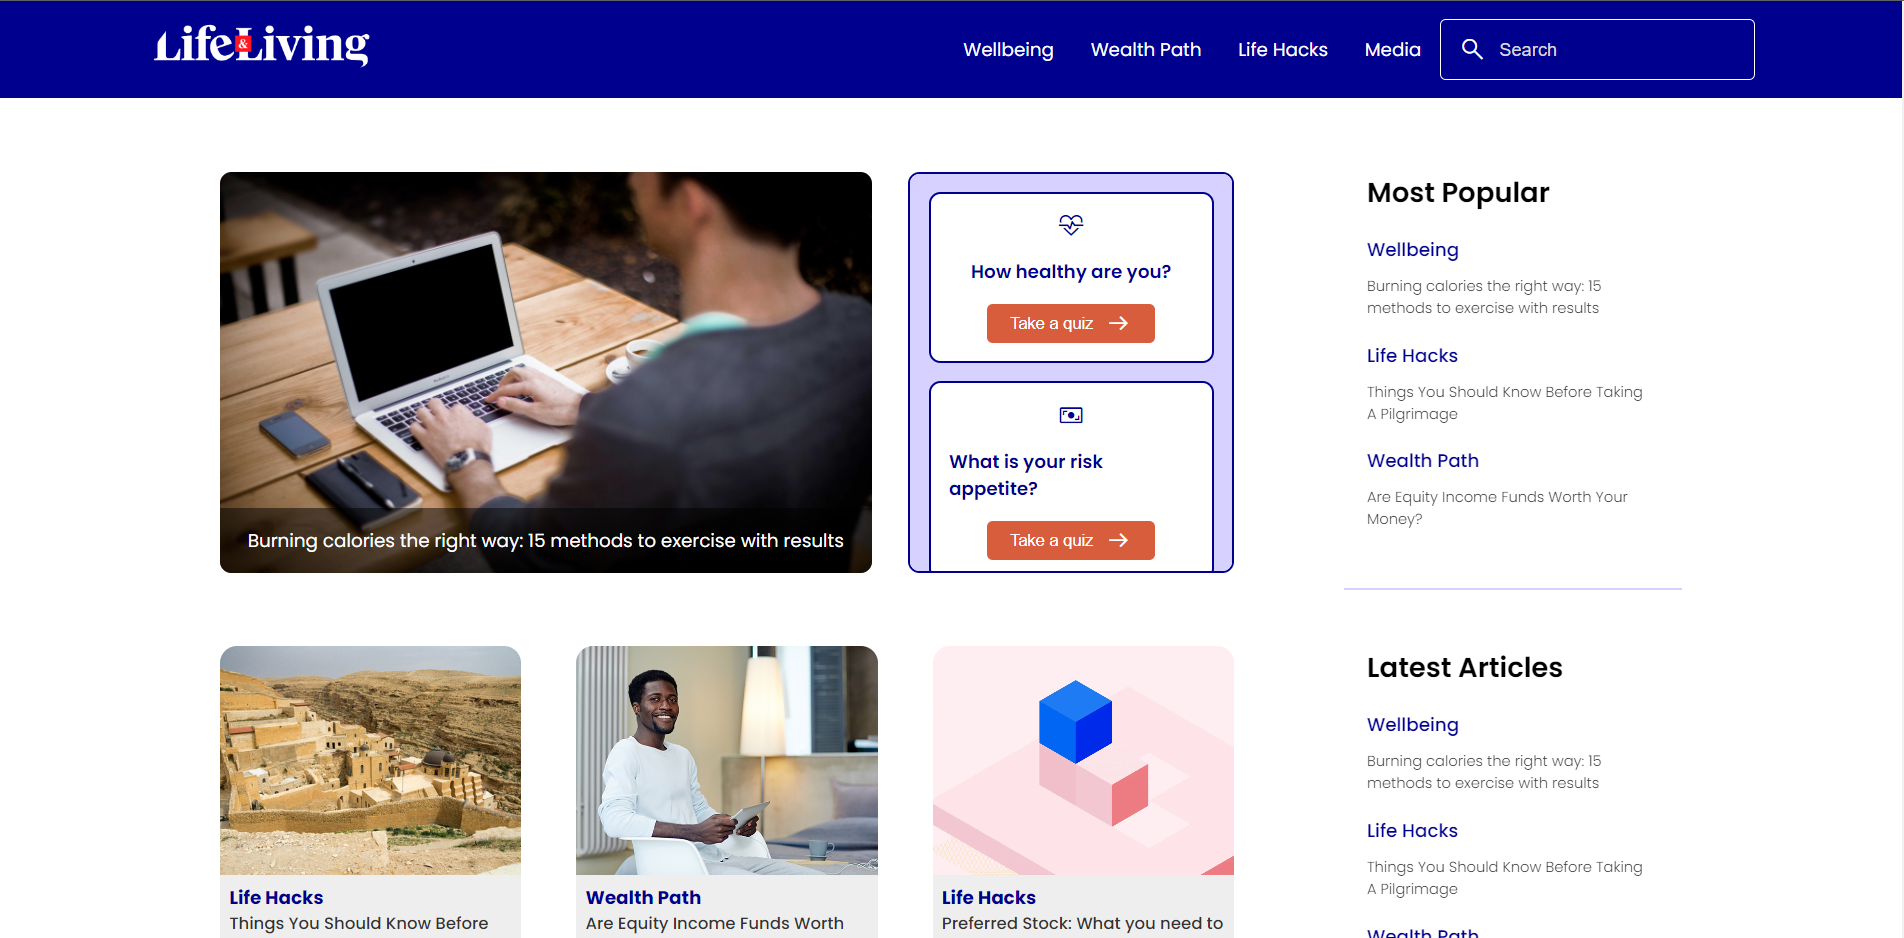 Life&Living
Wellbeing
Wealth Path
Life Hacks
Media
Search
Burning calories the right way: 15 methods to exercise with results
How healthy are you?
Take a quiz
What is your risk
appetite?
Take a quiz
Most Popular
Wellbeing
Burning calories the right way: 15
methods to exercise with results
Life Hacks
Things You Should Know Before Taking
A Pilgrimage
Wealth Path
Are Equity Income Funds Worth Your
Money?
Life Hacks
Things You Should Know Before
Wealth Path
Are Equity Income Funds Worth
Life Hacks
Preferred Stock: What you need to
Latest Articles
Wellbeing
Burning calories the right way: 15
methods to exercise with results
Life Hacks
Things You Should Know Before Taking
A Pilgrimage
Wealth Path